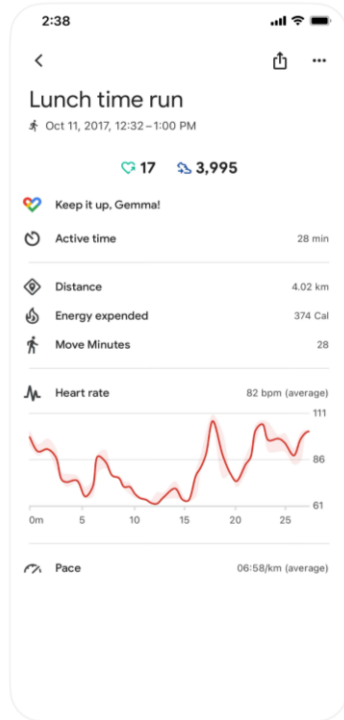 2:38
Lunch time run
Oct 11, 2017, 12:32–1:00 PM
17 3,995
Keep it up, Gemma!
Active time 28 min
Distance 4.02 km
Energy expended 374 Cal
Move Minutes 28
Heart rate 82 bpm (average)
111
86
61
0m 5 10 15 20 25
Pace 06:58/km (average)